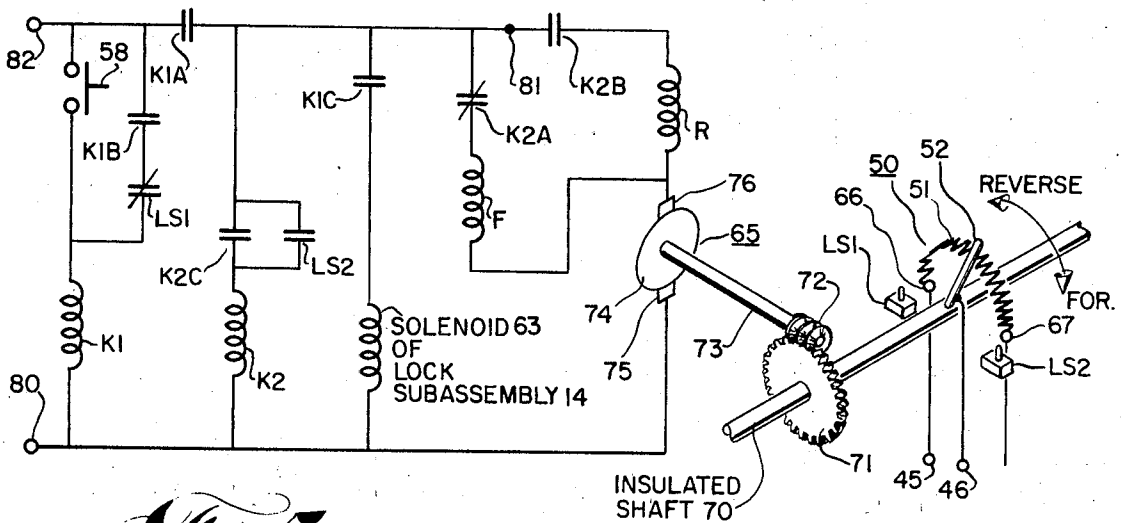 82
58
K1A
K1B
LS1
K1
80
K2C
LS2
K2
K1C
SOLENOID 63
OF
LOCK
SUBASSEMBLY 14
81
K2A
F
K2B
R
76
65
74
75
73
72
71
INSULATED
SHAFT 70
50
51
52
66
LS1
REVERSE
FOR.
67
LS2
45
46